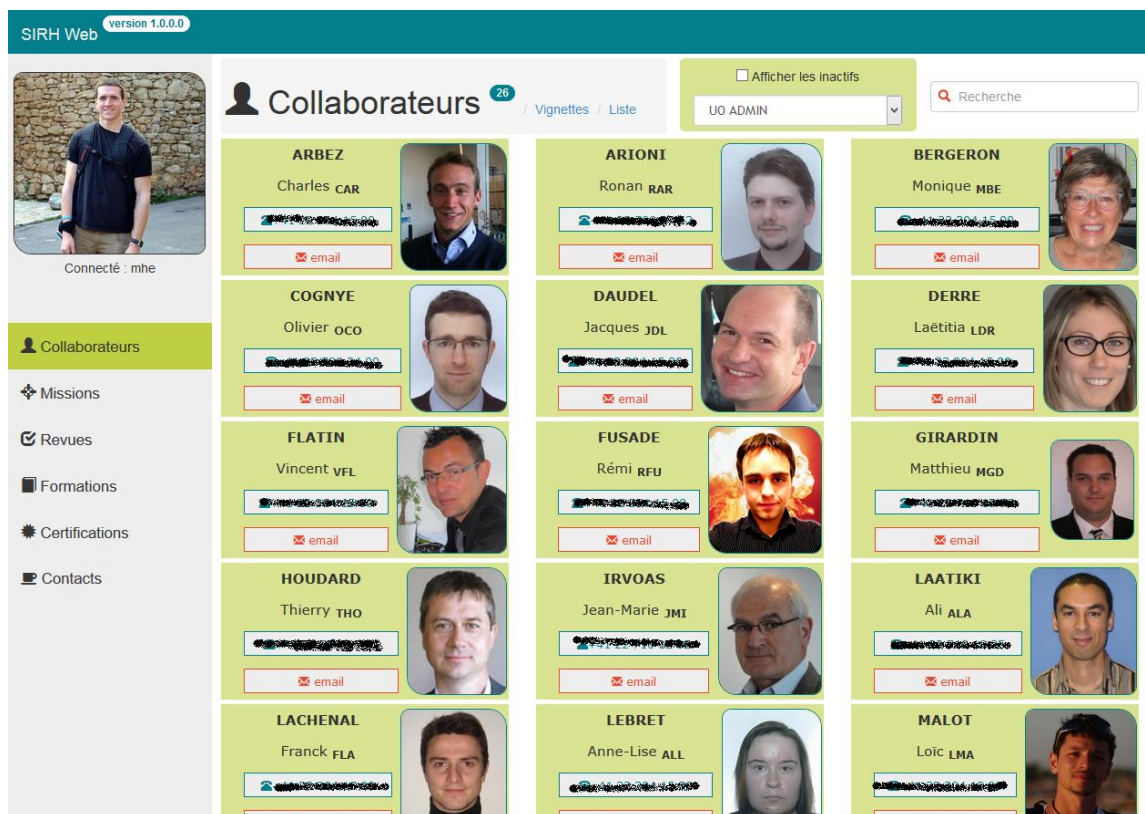 SIRH Web version 1.0.0.0
Connecté : mhe
Collaborateurs
Missions
Revues
Formations
Certifications
Contacts
Collaborateurs 26 / Vignettes / Liste
Afficher les inactifs
UO ADMIN
Recherche
ARBEZ
Charles CAR
email
ARIONI
Ronan RAR
email
BERGERON
Monique MBE
email
COGNYE
Olivier OCO
email
DAUDEL
Jacques JDL
email
DERRE
Laëtitia LDR
email
FLATIN
Vincent VFL
email
FUSADE
Rémi RFU
email
GIRARDIN
Matthieu MGD
email
HOUDARD
Thierry THO
email
IRVOAS
Jean-Marie JMI
email
LAATIKI
Ali ALA
email
LACHENAL
Franck FLA
LEBRET
Anne-Lise ALL
MALOT
Loïc LMA